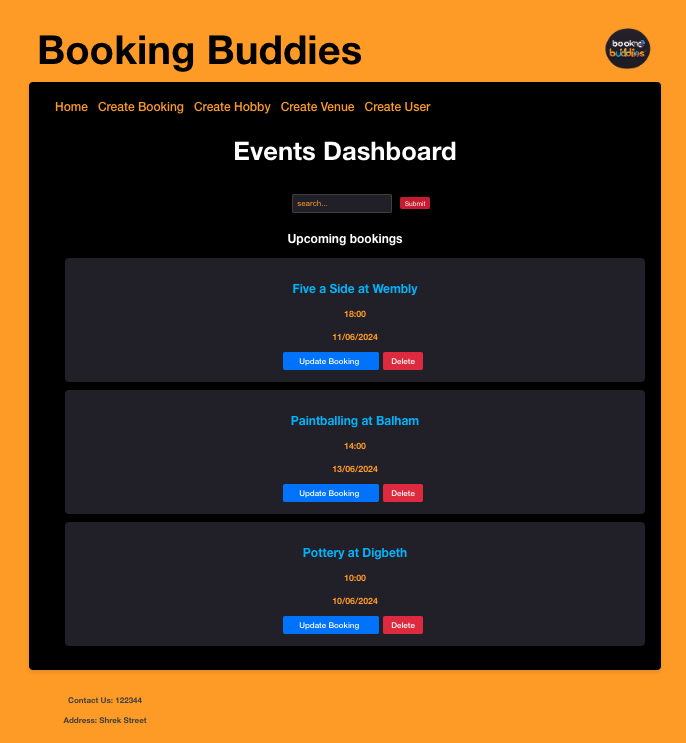 Booking Buddies
booking
buddies
Home Create Booking Create Hobby Create Venue Create User
Events Dashboard
search... Submit
Upcoming bookings
Five a Side at Wembly
18:00
11/06/2024
Update Booking Delete
Paintballing at Balham
14:00
13/06/2024
Update Booking Delete
Pottery at Digbeth
10:00
10/06/2024
Update Booking Delete
Contact Us: 122344
Address: Shrek Street